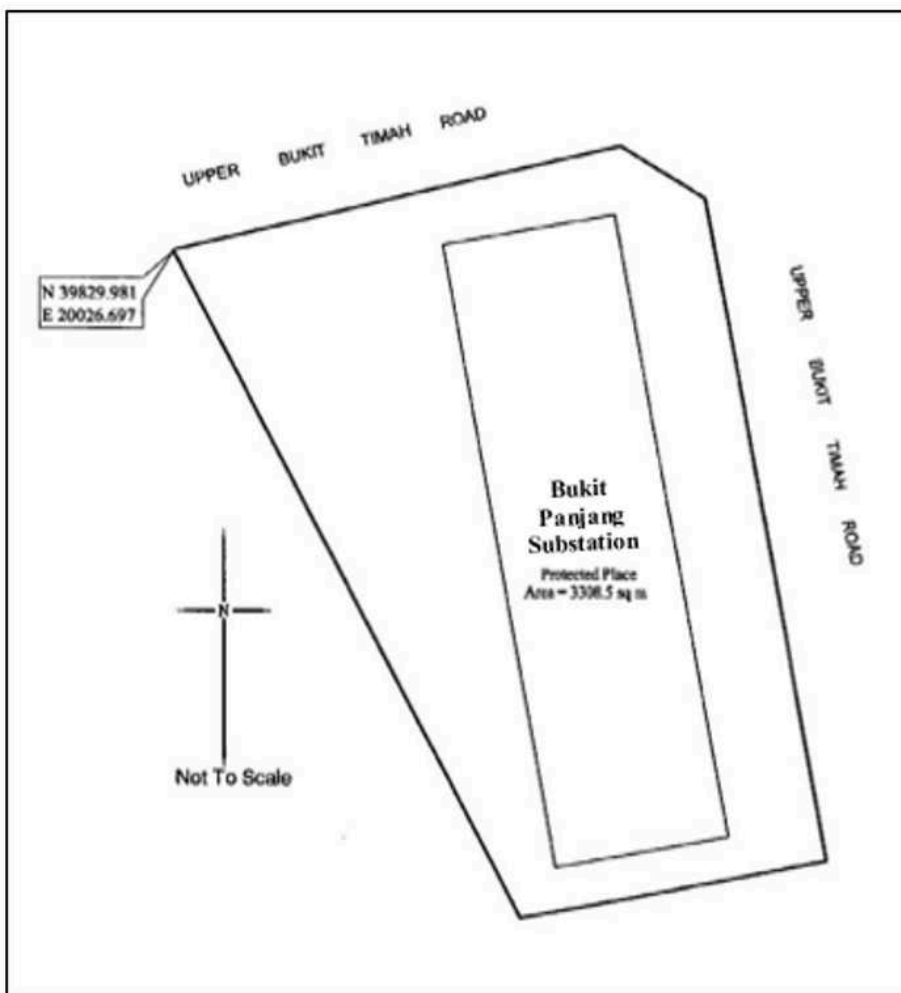 UPPER BUKIT TIMAH ROAD
N 39829.981
E 20026.697
UPPER BUKIT TIMAH ROAD
Bukit
Panjang
Substation
Protected Place
Area = 3308.5 sq m
N
Not To Scale